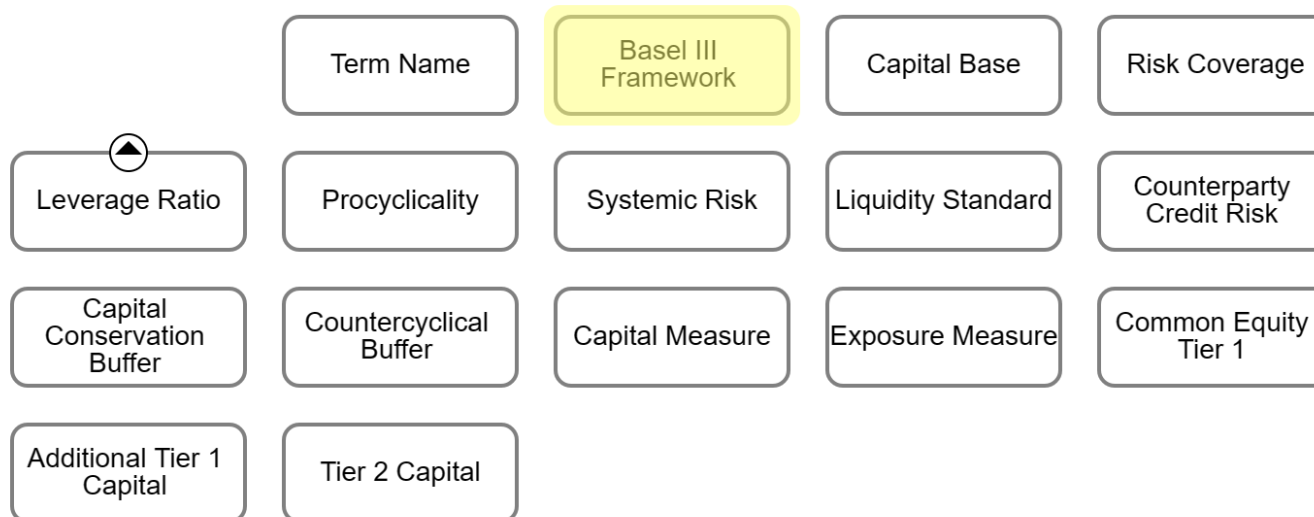 Term Name
Basel III
Framework
Capital Base
Risk Coverage
Leverage Ratio
Procyclicality
Systemic Risk
Liquidity Standard
Counterparty
Credit Risk
Capital
Conservation
Buffer
Countercyclical
Buffer
Capital Measure
Exposure Measure
Common Equity
Tier 1
Additional Tier 1
Capital
Tier 2 Capital